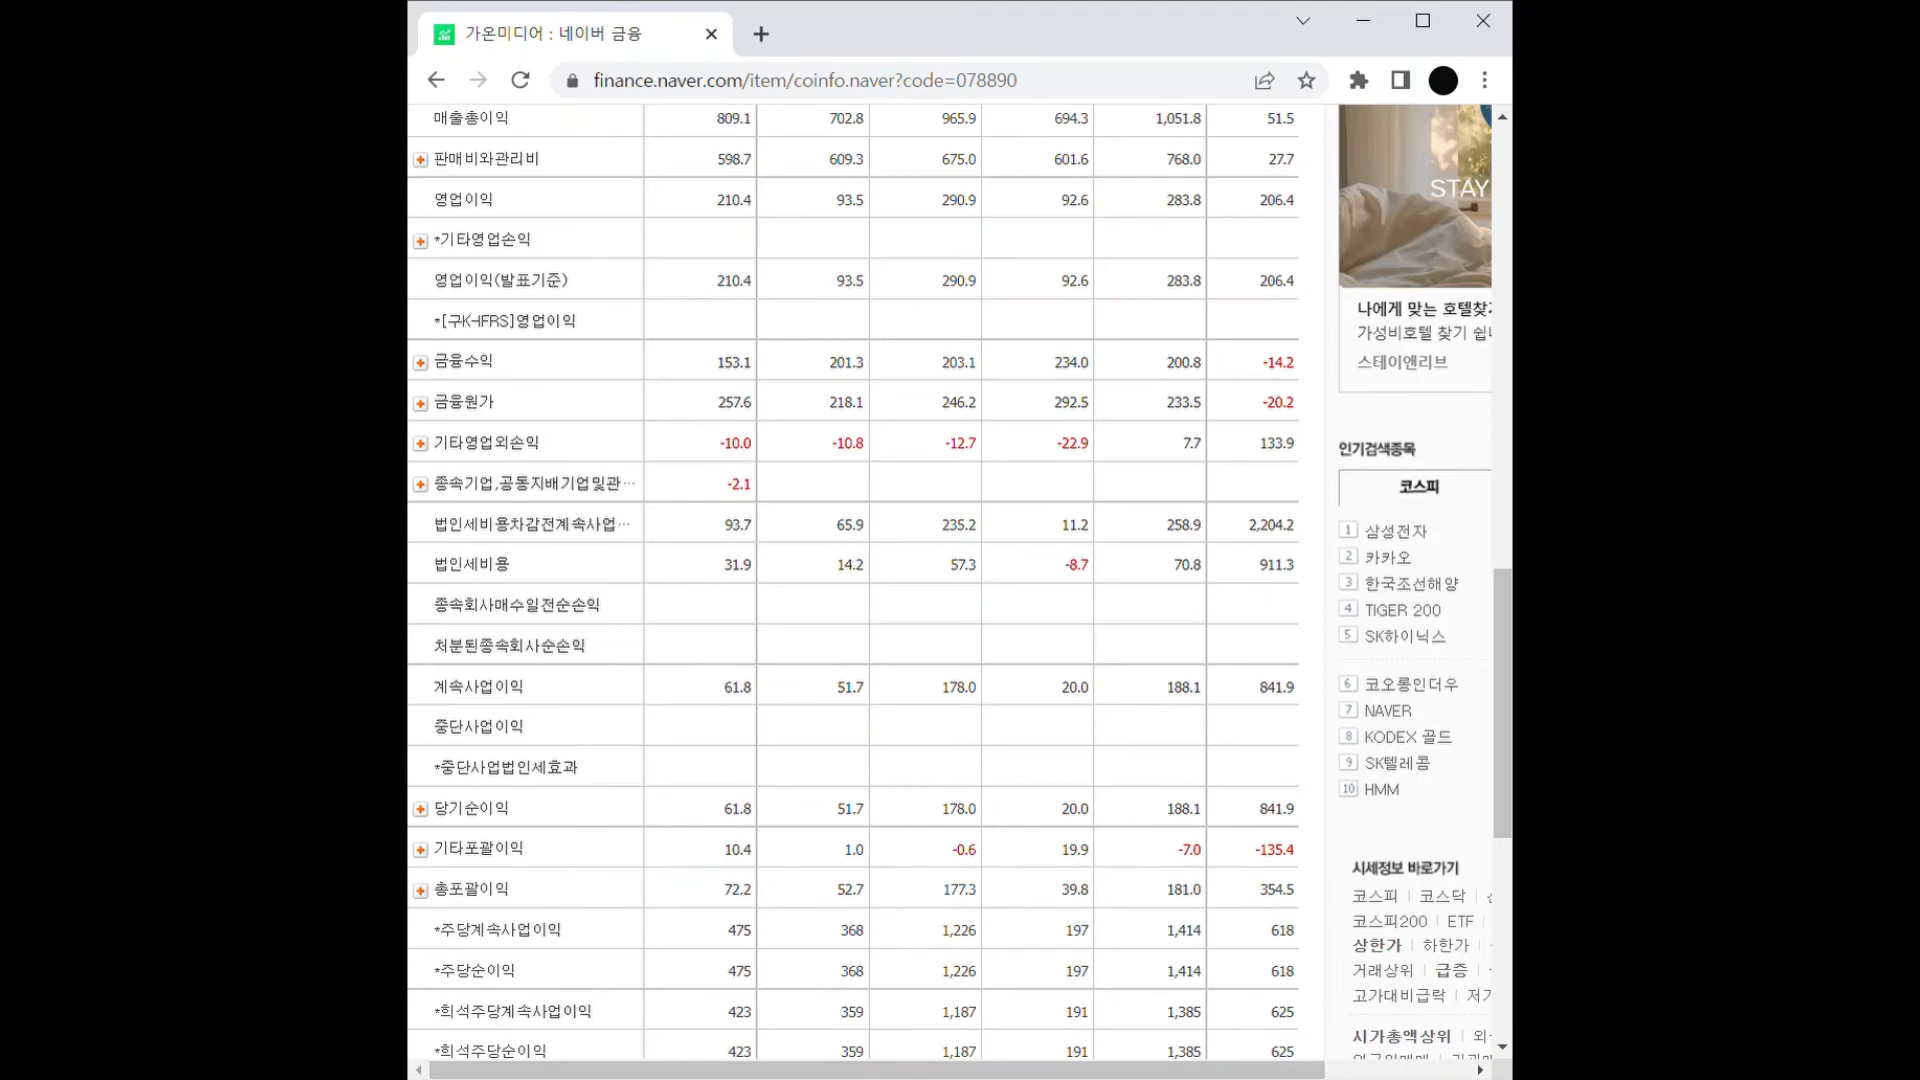 가온미디어 : 네이버 금융
finance.naver.com/item/coinfo.naver?code=078890
매출총이익 809.1 702.8 965.9 694.3 1,051.8 51.5
판매비와관리비 598.7 609.3 675.0 601.6 768.0 27.7
영업이익 210.4 93.5 290.9 92.6 283.8 206.4
*기타영업손익
영업이익(발표기준) 210.4 93.5 290.9 92.6 283.8 206.4
*[구K-IFRS]영업이익
금융수익 153.1 201.3 203.1 234.0 200.8 -14.2
금융원가 257.6 218.1 246.2 292.5 233.5 -20.2
기타영업외손익 -10.0 -10.8 -12.7 -22.9 7.7 133.9
종속기업,공동지배기업및관… -2.1
법인세비용차감전계속사업… 93.7 65.9 235.2 11.2 258.9 2,204.2
법인세비용 31.9 14.2 57.3 -8.7 70.8 911.3
종속회사매수일전순손익
처분된종속회사순손익
계속사업이익 61.8 51.7 178.0 20.0 188.1 841.9
중단사업이익
*중단사업법인세효과
당기순이익 61.8 51.7 178.0 20.0 188.1 841.9
기타포괄이익 10.4 1.0 -0.6 19.9 -7.0 -135.4
총포괄이익 72.2 52.7 177.3 39.8 181.0 354.5
*주당계속사업이익 475 368 1,226 197 1,414 618
*주당순이익 475 368 1,226 197 1,414 618
*희석주당계속사업이익 423 359 1,187 191 1,385 625
*희석주당순이익 423 359 1,187 191 1,385 625
STAY
나에게 맞는 호텔찾기
가성비호텔 찾기 쉽
스테이앤리브
인기검색종목
코스피
1 삼성전자
2 카카오
3 한국조선해양
4 TIGER 200
5 SK하이닉스
6 코오롱인더우
7 NAVER
8 KODEX 골드
9 SK텔레콤
10 HMM
시세정보 바로가기
코스피 | 코스닥 |
코스피200 | ETF
상한가 | 하한가 |
거래상위 | 급증 |
고가대비급락 | 저가
시가총액상위 | 외